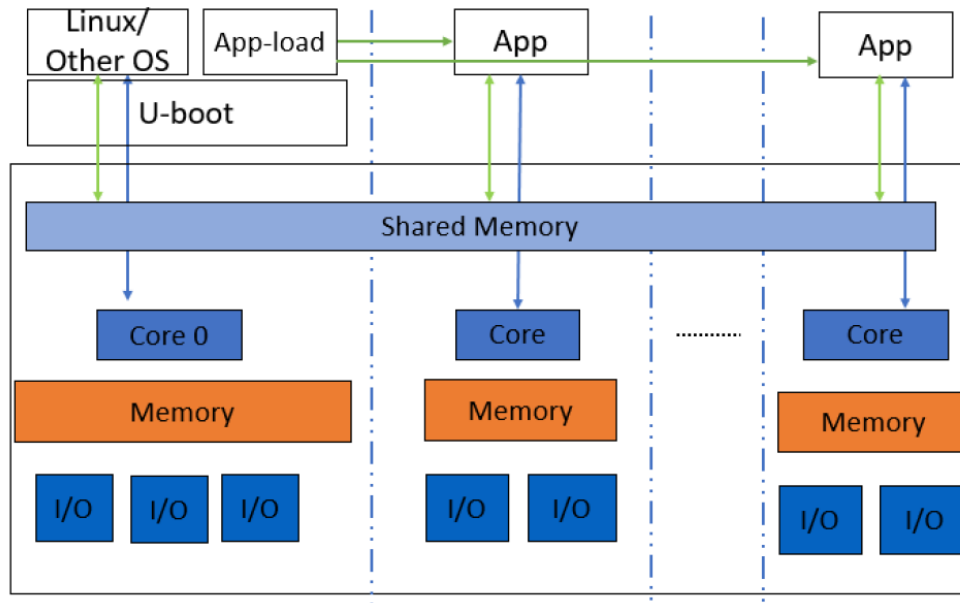 Linux/
Other OS
App-load
App
App
U-boot
Shared Memory
Core 0
Core
Core
Memory
Memory
Memory
I/O
I/O
I/O
I/O
I/O
I/O
I/O